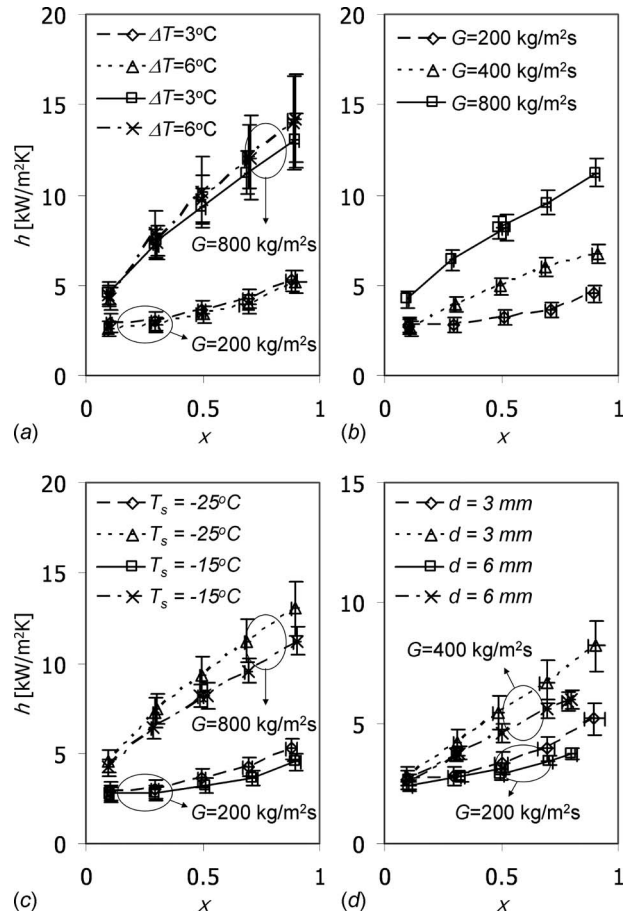 20
15
10
5
0
h [kW/m²K]
ΔT=3°C
ΔT=6°C
ΔT=3°C
ΔT=6°C
G=800 kg/m²s
G=200 kg/m²s
0
0.5
1
(a)
x
20
15
10
5
0
G=200 kg/m²s
G=400 kg/m²s
G=800 kg/m²s
0
0.5
1
(b)
x
20
15
10
5
0
h [kW/m²K]
T_s = -25°C
T_s = -25°C
T_s = -15°C
T_s = -15°C
G=800 kg/m²s
G=200 kg/m²s
0
0.5
1
(c)
x
15
10
5
0
d = 3 mm
d = 3 mm
d = 6 mm
d = 6 mm
G=400 kg/m²s
G=200 kg/m²s
0
0.5
1
(d)
x